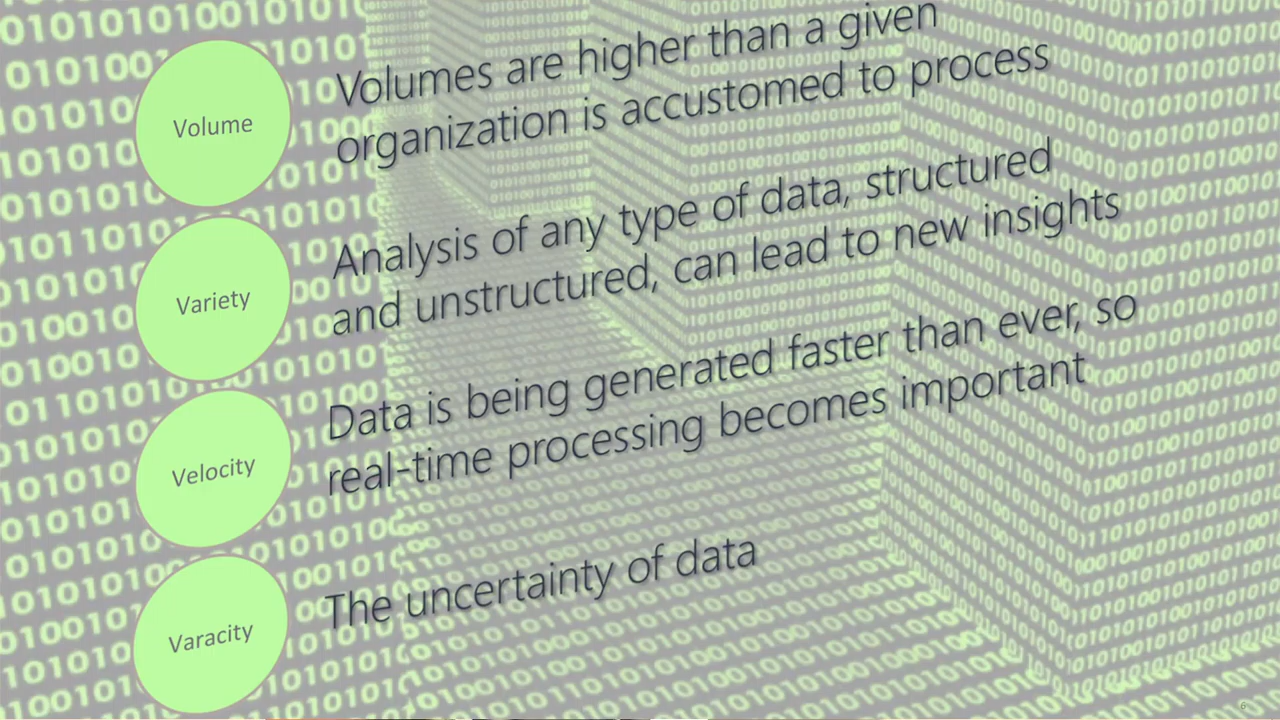 Volume
Volumes are higher than a given
organization is accustomed to process
Variety
Analysis of any type of data, structured
and unstructured, can lead to new insights
Velocity
Data is being generated faster than ever, so
real-time processing becomes important
Varacity
The uncertainty of data
6